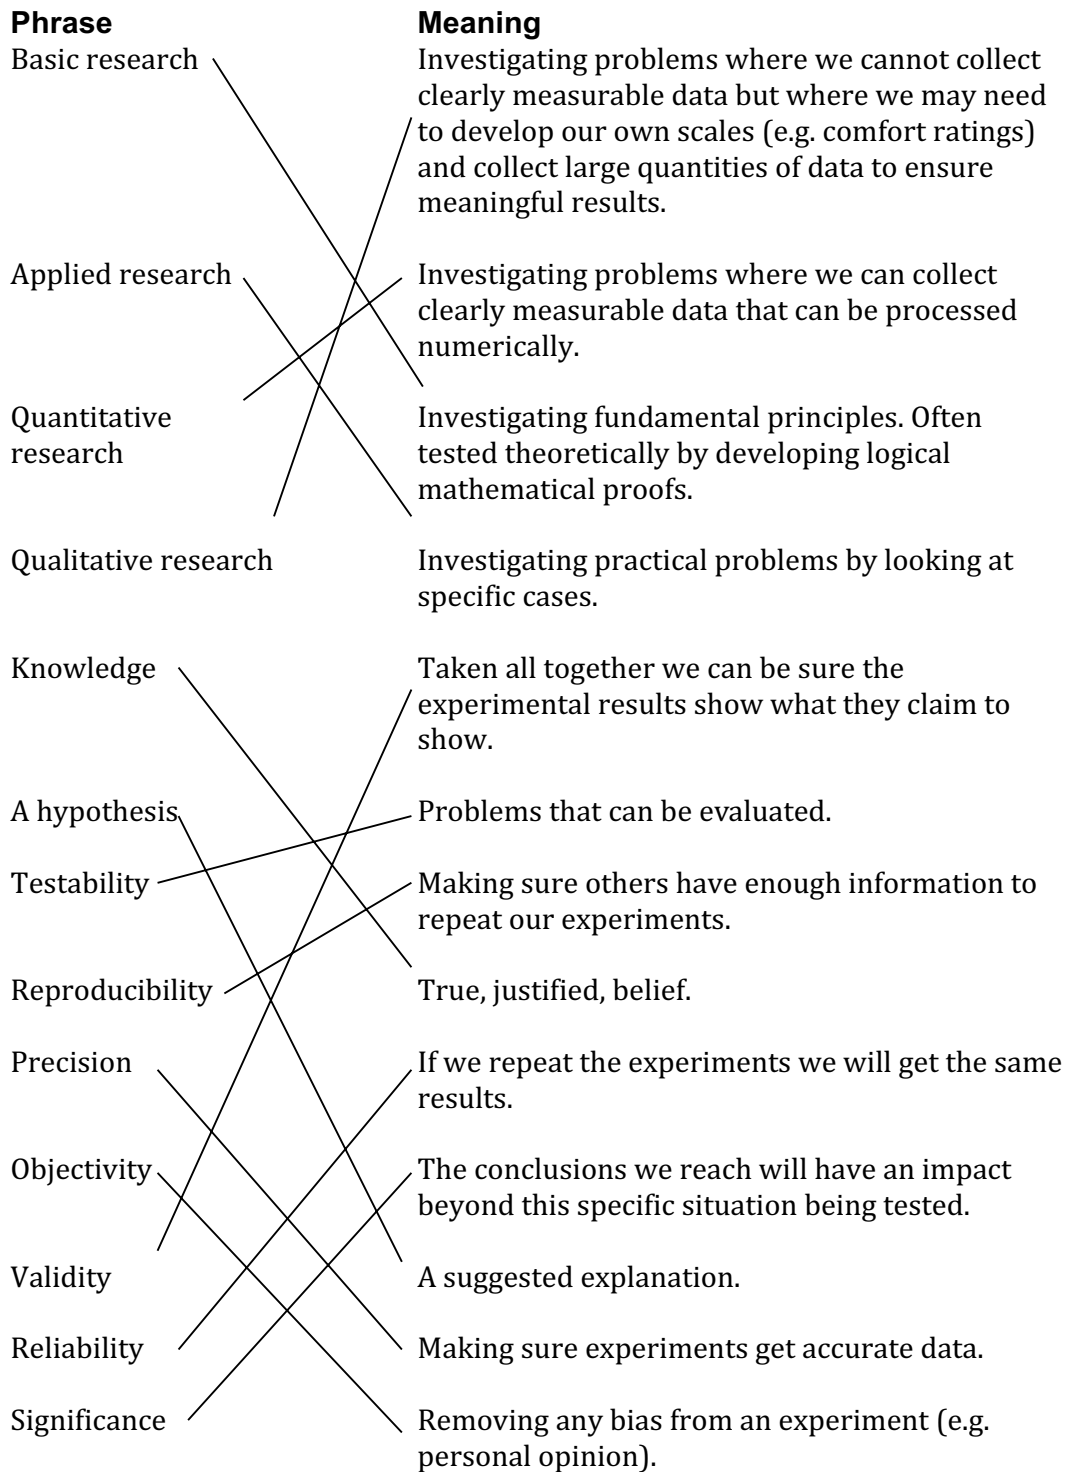 Phrase Meaning
Basic research Investigating problems where we cannot collect
clearly measurable data but where we may need
to develop our own scales (e.g. comfort ratings)
and collect large quantities of data to ensure
meaningful results.
Applied research Investigating problems where we can collect
clearly measurable data that can be processed
numerically.
Quantitative Investigating fundamental principles. Often
research tested theoretically by developing logical
mathematical proofs.
Qualitative research Investigating practical problems by looking at
specific cases.
Knowledge Taken all together we can be sure the
experimental results show what they claim to
show.
A hypothesis Problems that can be evaluated.
Testability Making sure others have enough information to
repeat our experiments.
Reproducibility True, justified, belief.
Precision If we repeat the experiments we will get the same
results.
Objectivity The conclusions we reach will have an impact
beyond this specific situation being tested.
Validity A suggested explanation.
Reliability Making sure experiments get accurate data.
Significance Removing any bias from an experiment (e.g.
personal opinion).